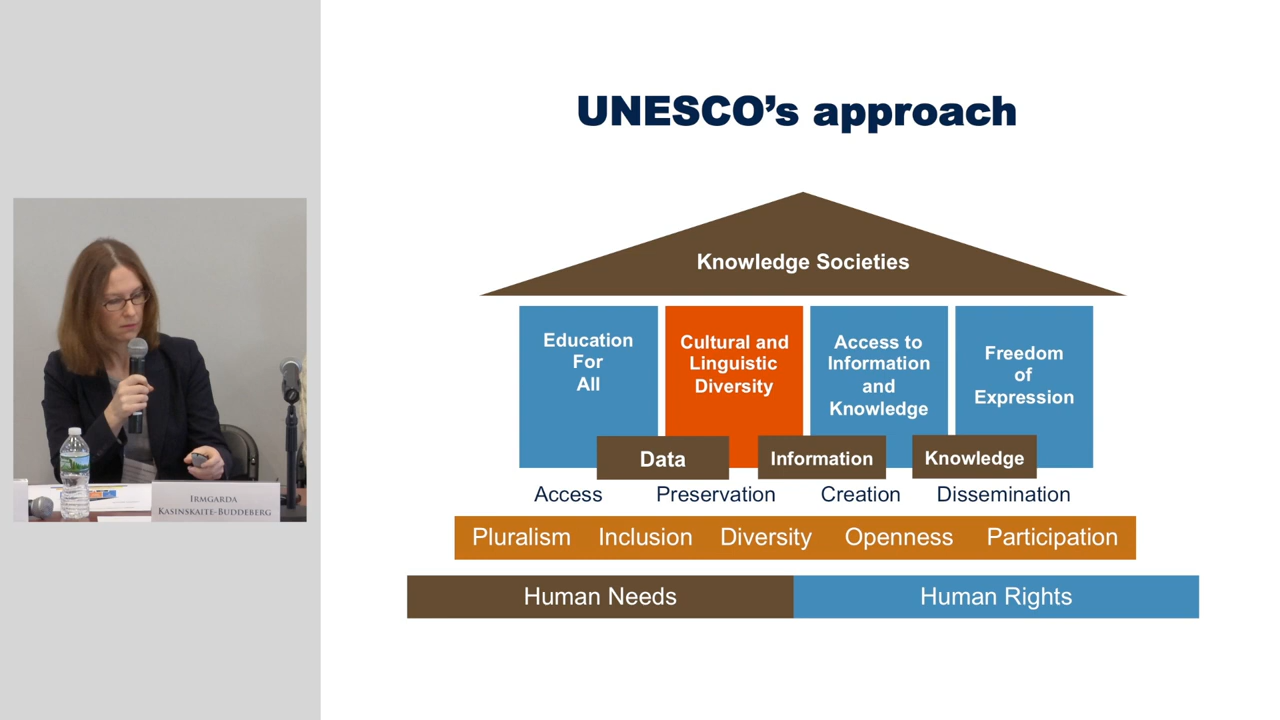 UNESCO’s approach
Knowledge Societies
Education
For
All
Cultural and
Linguistic
Diversity
Access to
Information
and
Knowledge
Freedom
of
Expression
Data
Information
Knowledge
Access Preservation Creation Dissemination
Pluralism Inclusion Diversity Openness Participation
Human Needs
Human Rights
IRMGARDA
KASINSKAITE-BUDDEBERG